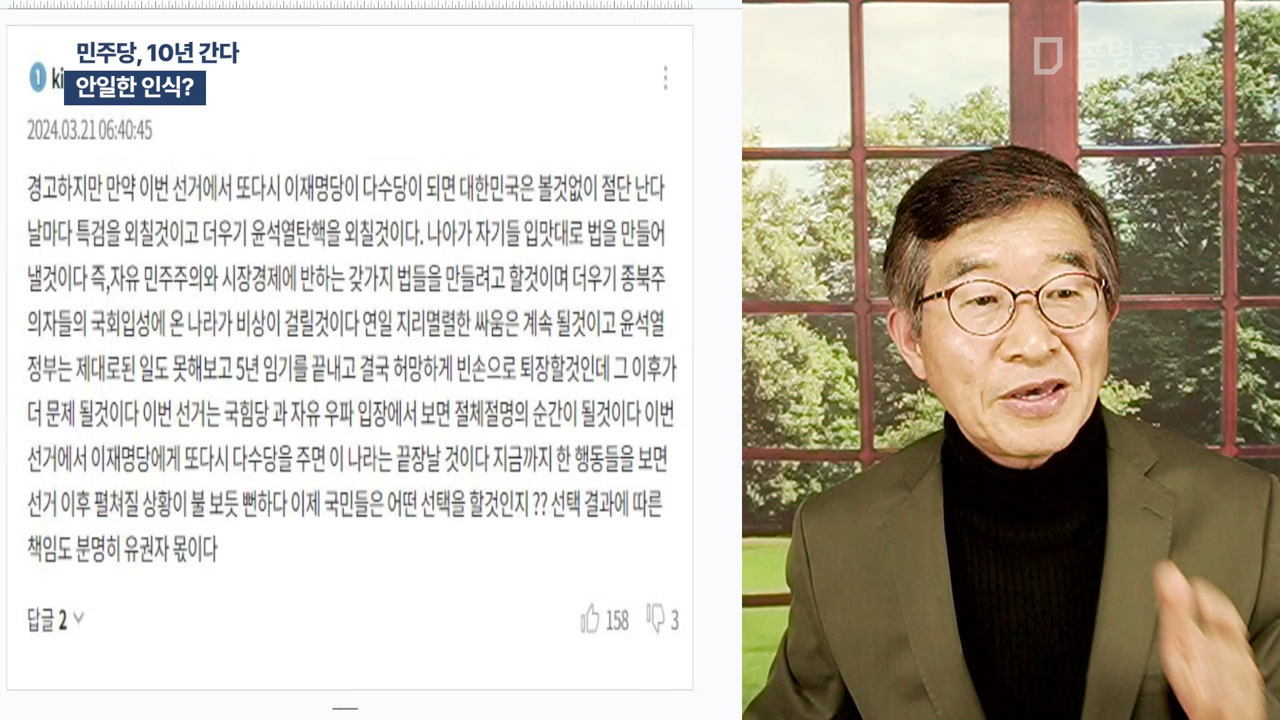 민주당, 10년 간다
안일한 인식?
1 ki
2024.03.21 06:40:45
경고하지만 만약 이번 선거에서 또다시 이재명당이 다수당이 되면 대한민국은 볼것없이 절단 난다
날마다 특검을 외칠것이고 더우기 윤석열탄핵을 외칠것이다. 나아가 자기들 입맛대로 법을 만들어
낼것이다 즉,자유 민주주의와 시장경제에 반하는 갖가지 법들을 만들려고 할것이며 더우기 종북주
의자들의 국회입성에 온 나라가 비상이 걸릴것이다 연일 지리멸렬한 싸움은 계속 될것이고 윤석열
정부는 제대로된 일도 못해보고 5년 임기를 끝내고 결국 허망하게 빈손으로 퇴장할것인데 그 이후가
더 문제 될것이다 이번 선거는 국힘당 과 자유 우파 입장에서 보면 절체절명의 순간이 될것이다 이번
선거에서 이재명당에게 또다시 다수당을 주면 이 나라는 끝장날 것이다 지금까지 한 행동들을 보면
선거 이후 펼쳐질 상황이 불 보듯 뻔하다 이제 국민들은 어떤 선택을 할것인지 ?? 선택 결과에 따른
책임도 분명히 유권자 몫이다
답글 2
158
3
공병호